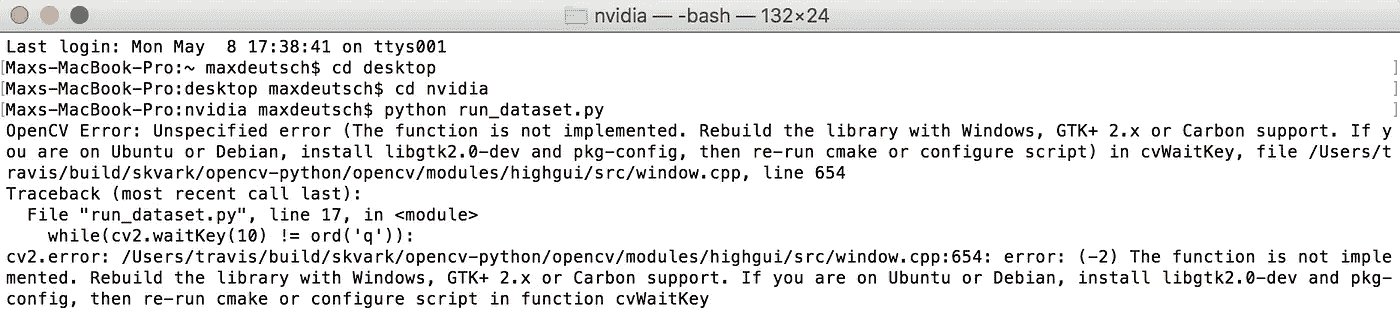 nvidia — -bash — 132×24
Last login: Mon May  8 17:38:41 on ttys001
[Maxs-MacBook-Pro:~ maxdeutsch$ cd desktop ]
[Maxs-MacBook-Pro:desktop maxdeutsch$ cd nvidia ]
[Maxs-MacBook-Pro:nvidia maxdeutsch$ python run_dataset.py ]
OpenCV Error: Unspecified error (The function is not implemented. Rebuild the library with Windows, GTK+ 2.x or Carbon support. If y
ou are on Ubuntu or Debian, install libgtk2.0-dev and pkg-config, then re-run cmake or configure script) in cvWaitKey, file /Users/t
ravis/build/skvark/opencv-python/opencv/modules/highgui/src/window.cpp, line 654
Traceback (most recent call last):
  File "run_dataset.py", line 17, in <module>
    while(cv2.waitKey(10) != ord('q')):
cv2.error: /Users/travis/build/skvark/opencv-python/opencv/modules/highgui/src/window.cpp:654: error: (-2) The function is not imple
mented. Rebuild the library with Windows, GTK+ 2.x or Carbon support. If you are on Ubuntu or Debian, install libgtk2.0-dev and pkg-
config, then re-run cmake or configure script in function cvWaitKey